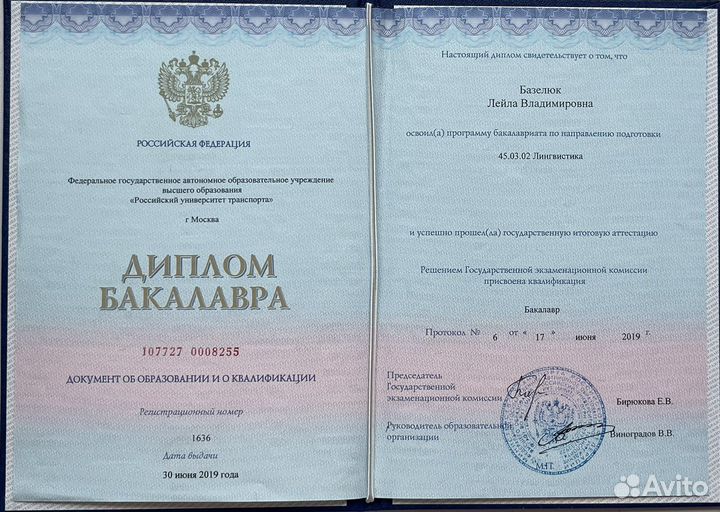 РОССИЙСКАЯ ФЕДЕРАЦИЯ
Федеральное государственное автономное образовательное учреждение
высшего образования
«Российский университет транспорта»
г Москва
ДИПЛОМ
БАКАЛАВРА
107727 0008255
ДОКУМЕНТ ОБ ОБРАЗОВАНИИ И О КВАЛИФИКАЦИИ
Регистрационный номер
1636
Дата выдачи
30 июня 2019 года
Настоящий диплом свидетельствует о том, что
Базелюк
Лейла Владимировна
освоил(а) программу бакалавриата по направлению подготовки
45.03.02 Лингвистика
и успешно прошел(ла) государственную итоговую аттестацию
Решением Государственной экзаменационной комиссии
присвоена квалификация
Бакалавр
Протокол № 6 от « 17 » июня 2019 г.
Председатель
Государственной
экзаменационной комиссии
Бирюкова Е.В.
Руководитель образовательной
организации
Виноградов В.В.
М.П.
Avito